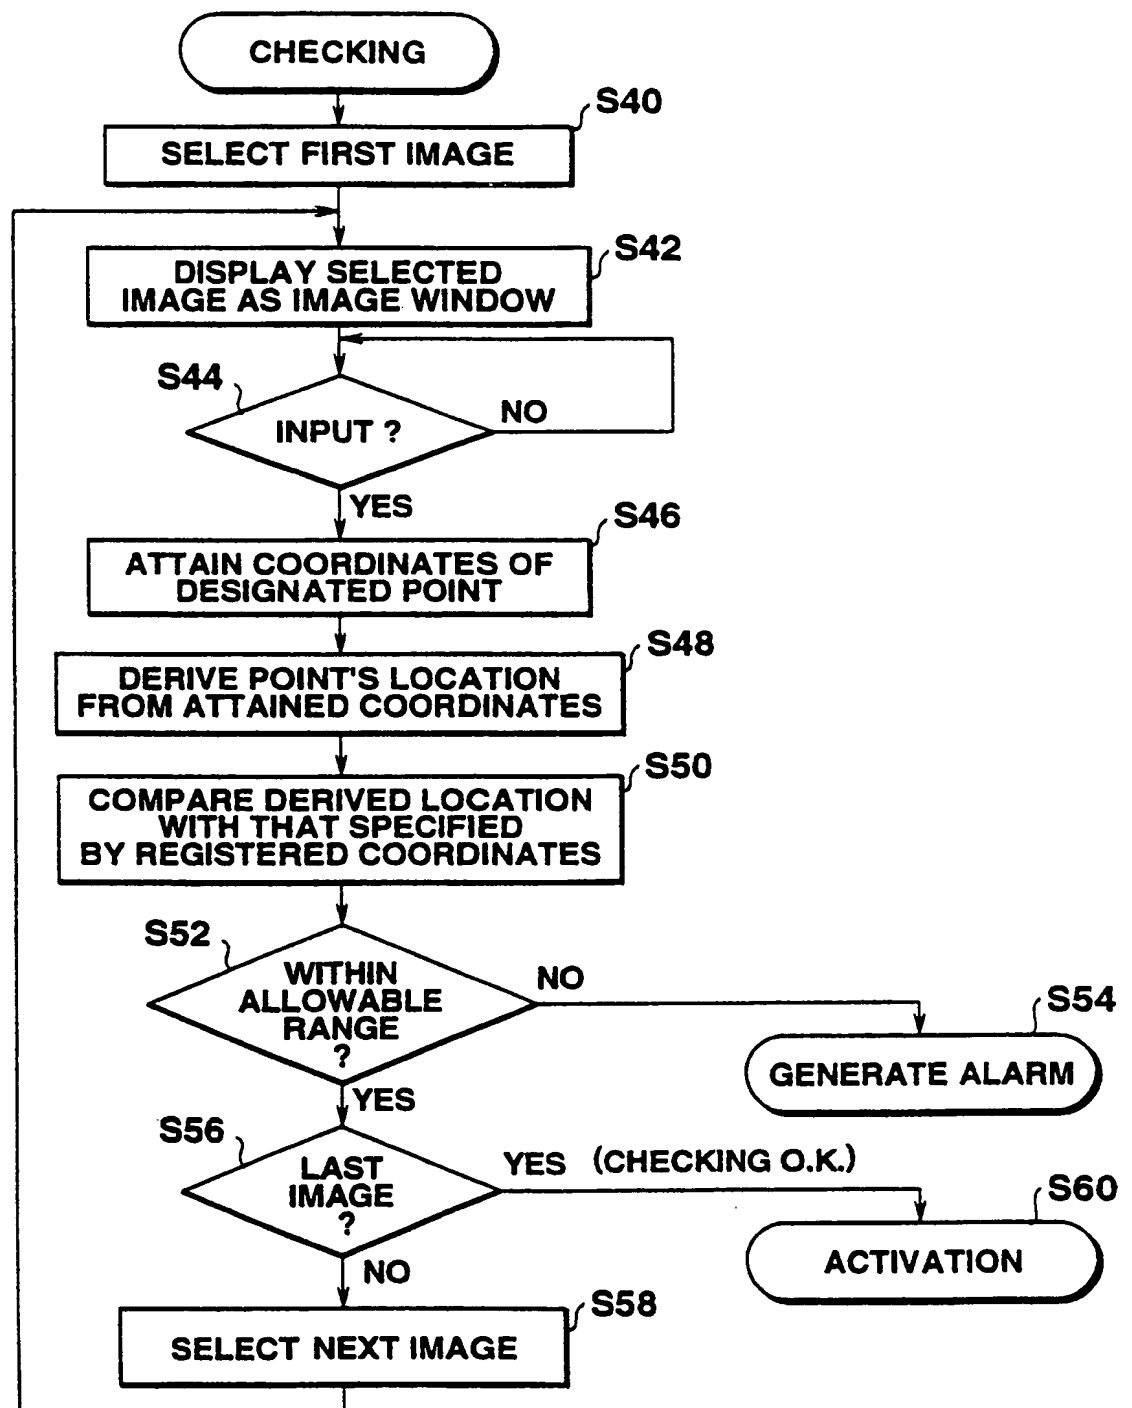 CHECKING
S40
SELECT FIRST IMAGE
S42
DISPLAY SELECTED
IMAGE AS IMAGE WINDOW
S44
INPUT ?
NO
YES
S46
ATTAIN COORDINATES OF
DESIGNATED POINT
S48
DERIVE POINT'S LOCATION
FROM ATTAINED COORDINATES
S50
COMPARE DERIVED LOCATION
WITH THAT SPECIFIED
BY REGISTERED COORDINATES
S52
WITHIN
ALLOWABLE
RANGE
?
NO
S54
GENERATE ALARM
YES
S56
LAST
IMAGE
?
YES (CHECKING O.K.)
S60
ACTIVATION
NO
S58
SELECT NEXT IMAGE